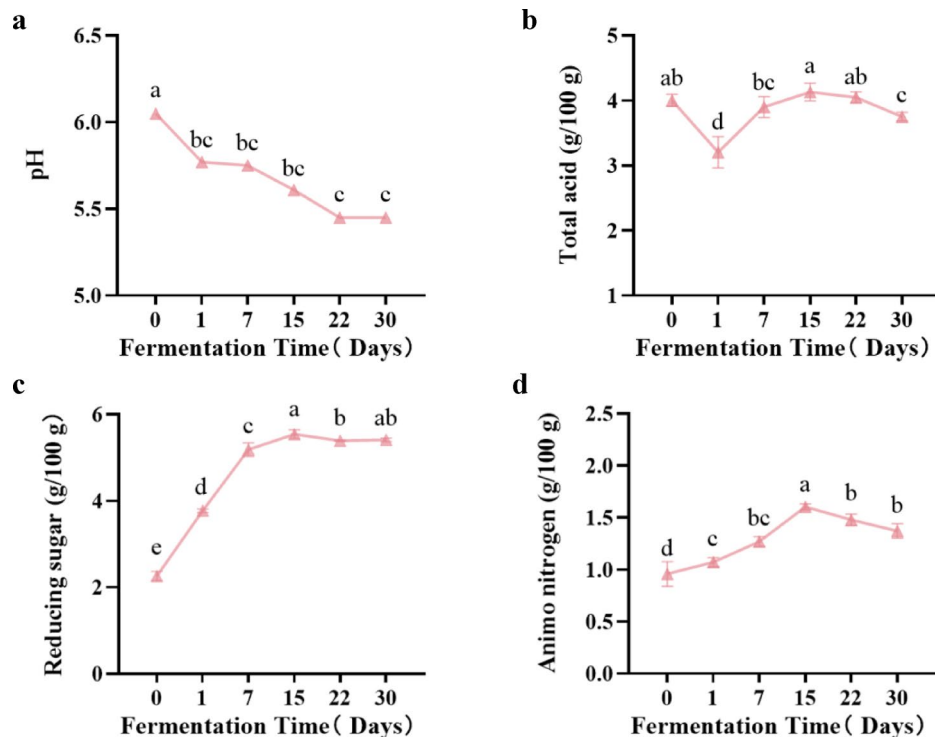 a
6.5
6.0
5.5
5.0
pH
a
bc
bc
bc
c
c
0 1 7 15 22 30
Fermentation Time( Days)
b
5
4
3
2
1
Total acid (g/100 g)
ab
d
bc
a
ab
c
0 1 7 15 22 30
Fermentation Time( Days)
c
6
4
2
0
Reducing sugar (g/100 g)
e
d
c
a
b
ab
0 1 7 15 22 30
Fermentation Time( Days)
d
2.5
2.0
1.5
1.0
0.5
0.0
Animo nitrogen (g/100 g)
d
c
bc
a
b
b
0 1 7 15 22 30
Fermentation Time( Days)